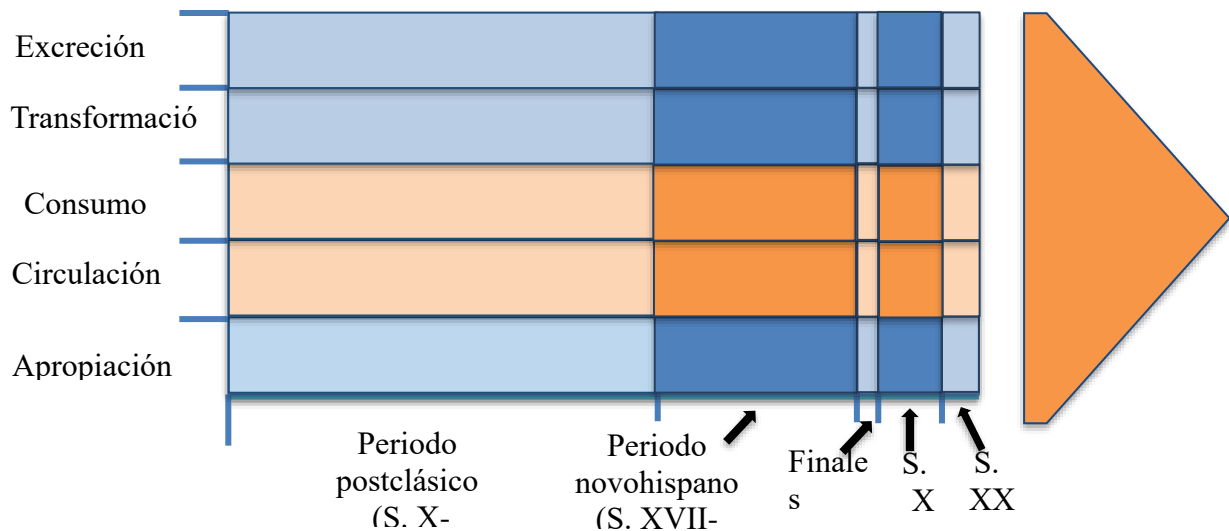 Excreción
Transformació
Consumo
Circulación
Apropiación
Periodo
postclásico
(S. X-
Periodo
novohispano
(S. XVII-
Finale
s
S.
X
S.
XX